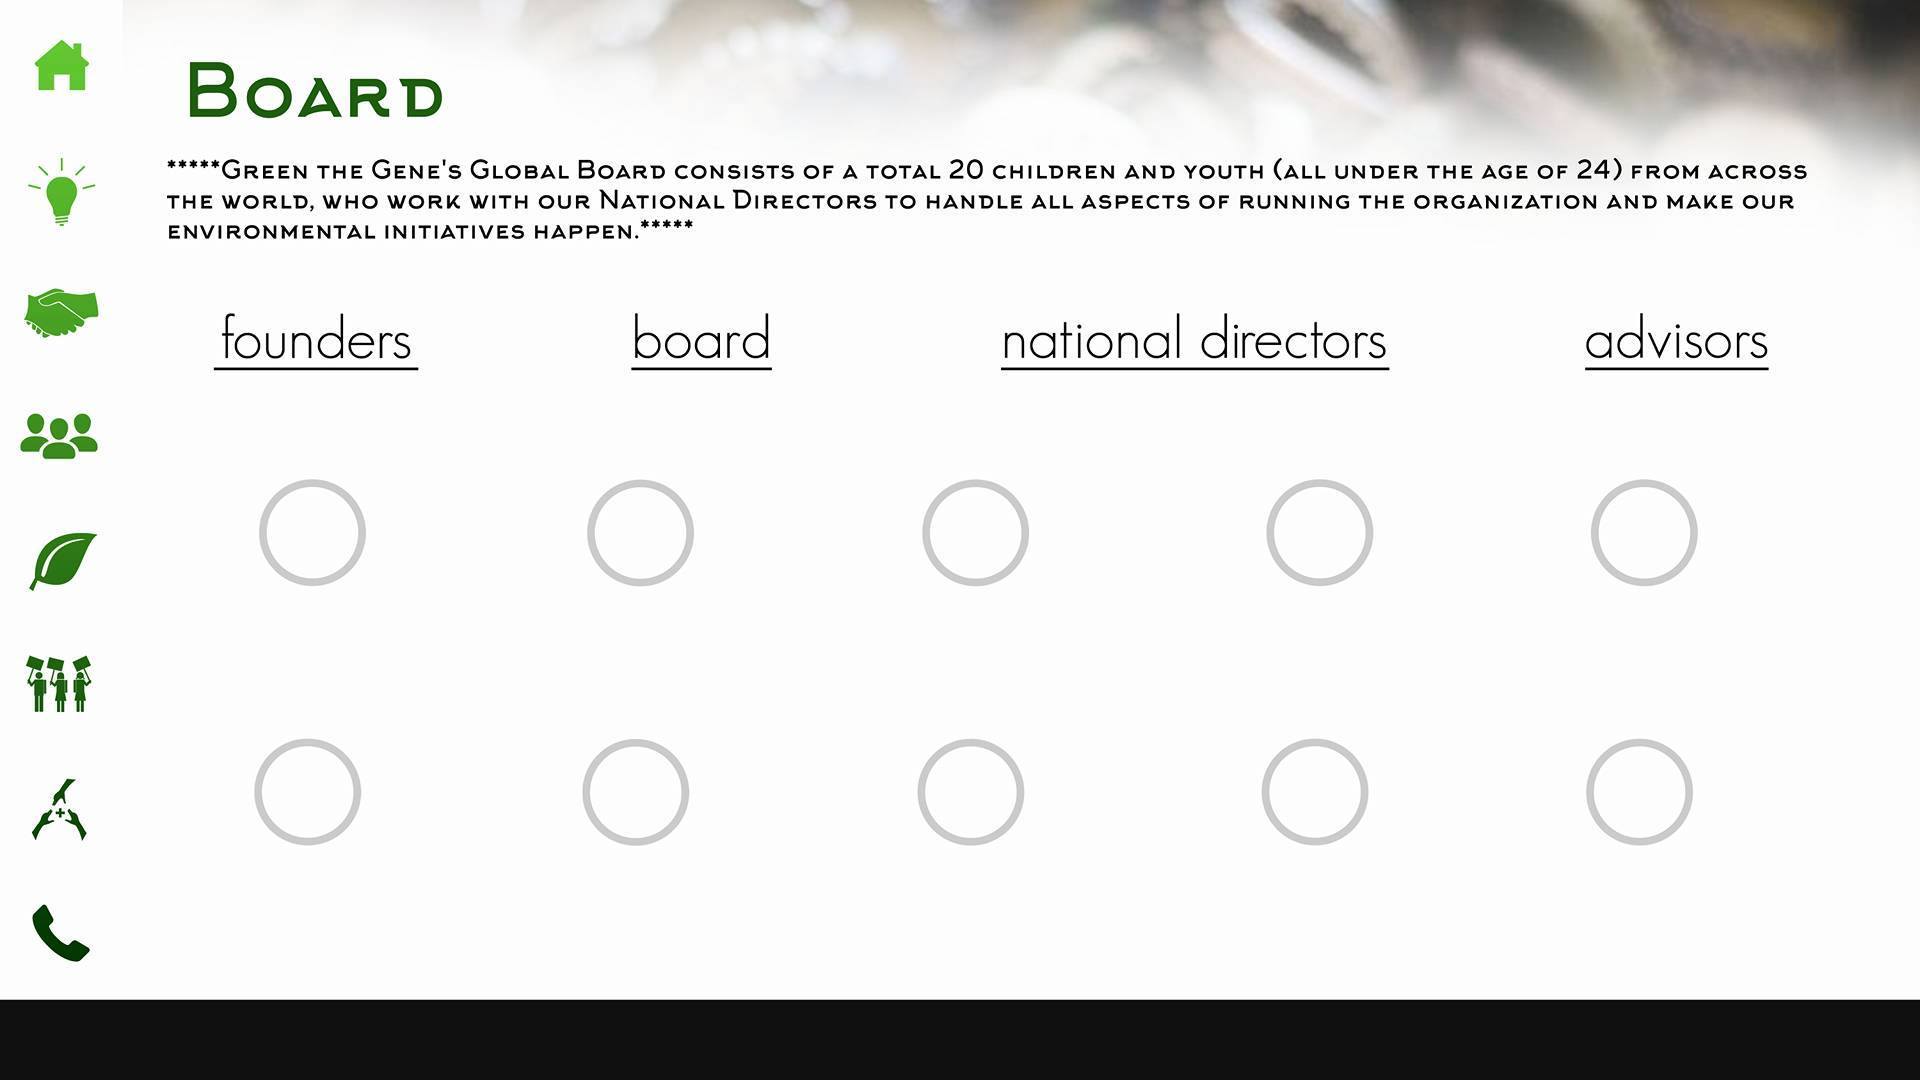 Board
*****Green the Gene's Global Board consists of a total 20 children and youth (all under the age of 24) from across
the world, who work with our National Directors to handle all aspects of running the organization and make our
environmental initiatives happen.*****
founders board national directors advisors